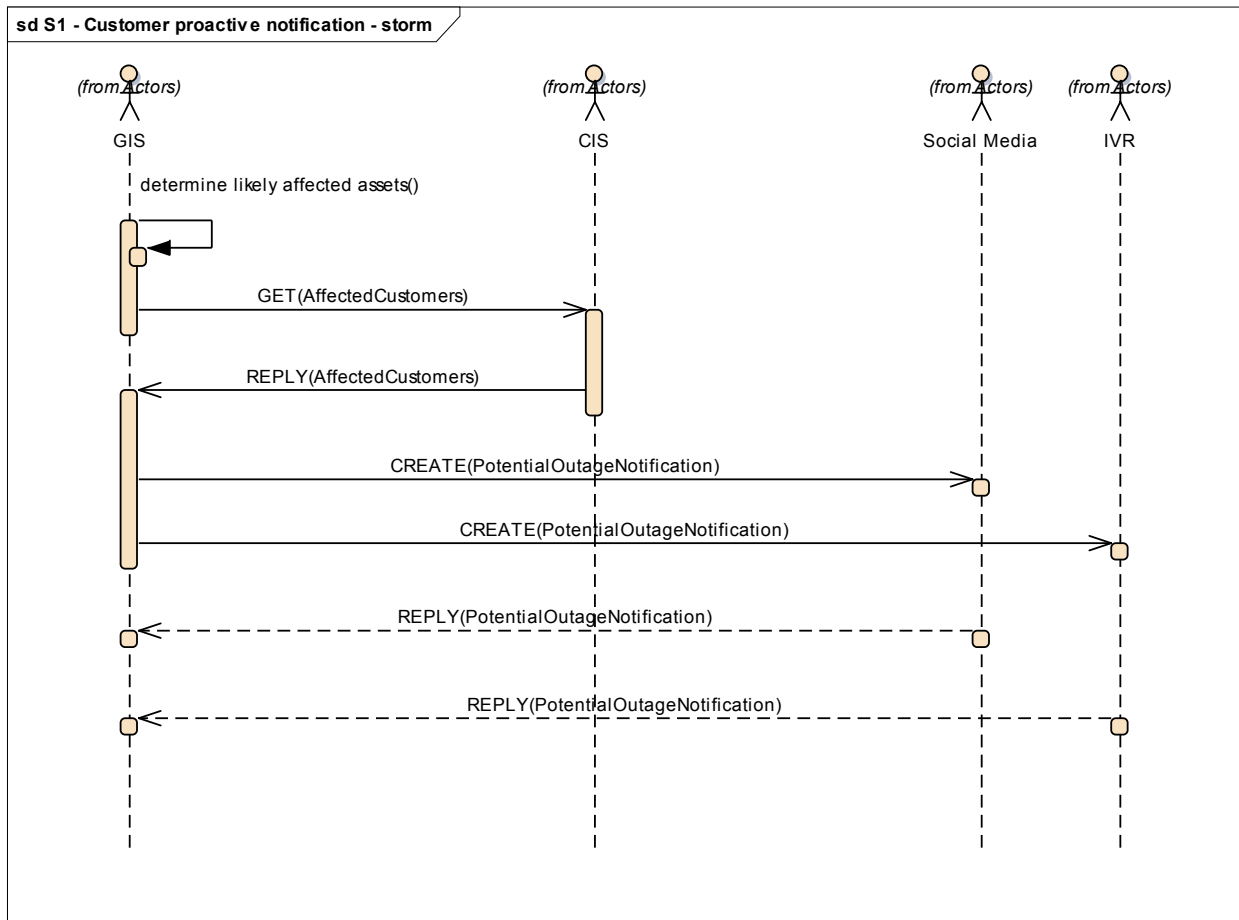 sd S1 - Customer proactive notification - storm
(from Actors)
(from Actors)
(from Actors)
(from Actors)
GIS
CIS
Social Media
IVR
determine likely affected assets()
GET(AffectedCustomers)
REPLY(AffectedCustomers)
CREATE(PotentialOutageNotification)
CREATE(PotentialOutageNotification)
REPLY(PotentialOutageNotification)
REPLY(PotentialOutageNotification)